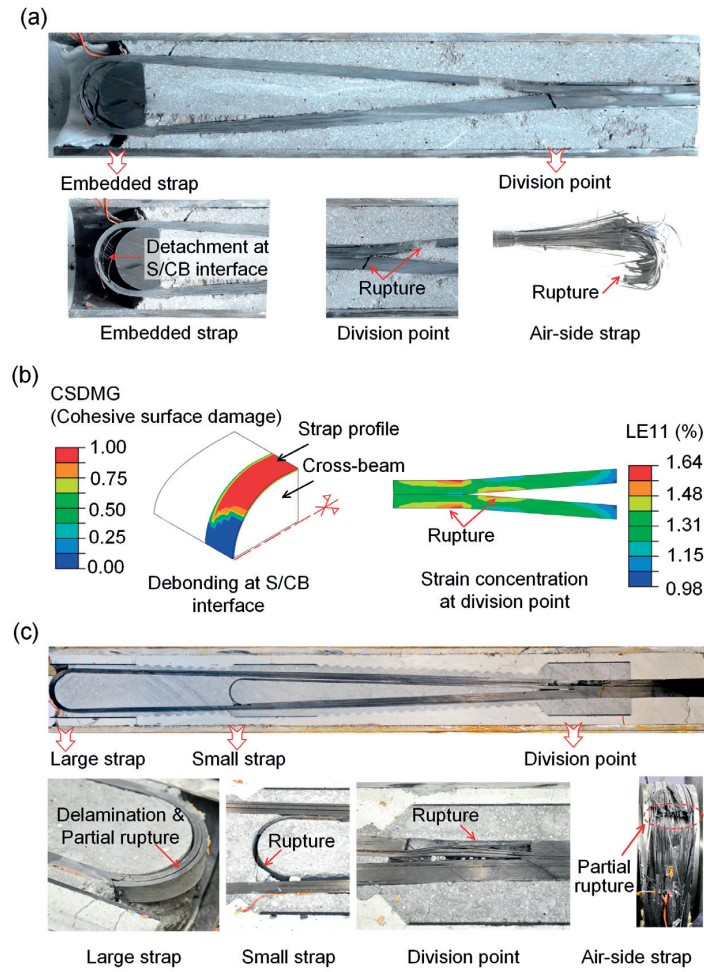 (a)
Embedded strap
Division point
Detachment at
S/CB interface
Rupture
Rupture
Embedded strap
Division point
Air-side strap
(b)
CSDMG
(Cohesive surface damage)
1.00
0.75
0.50
0.25
0.00
Strap profile
Cross-beam
Debonding at S/CB
interface
Rupture
Strain concentration
at division point
LE11 (%)
1.64
1.48
1.31
1.15
0.98
(c)
Large strap
Small strap
Division point
Delamination &
Partial rupture
Rupture
Rupture
Partial
rupture
Large strap
Small strap
Division point
Air-side strap